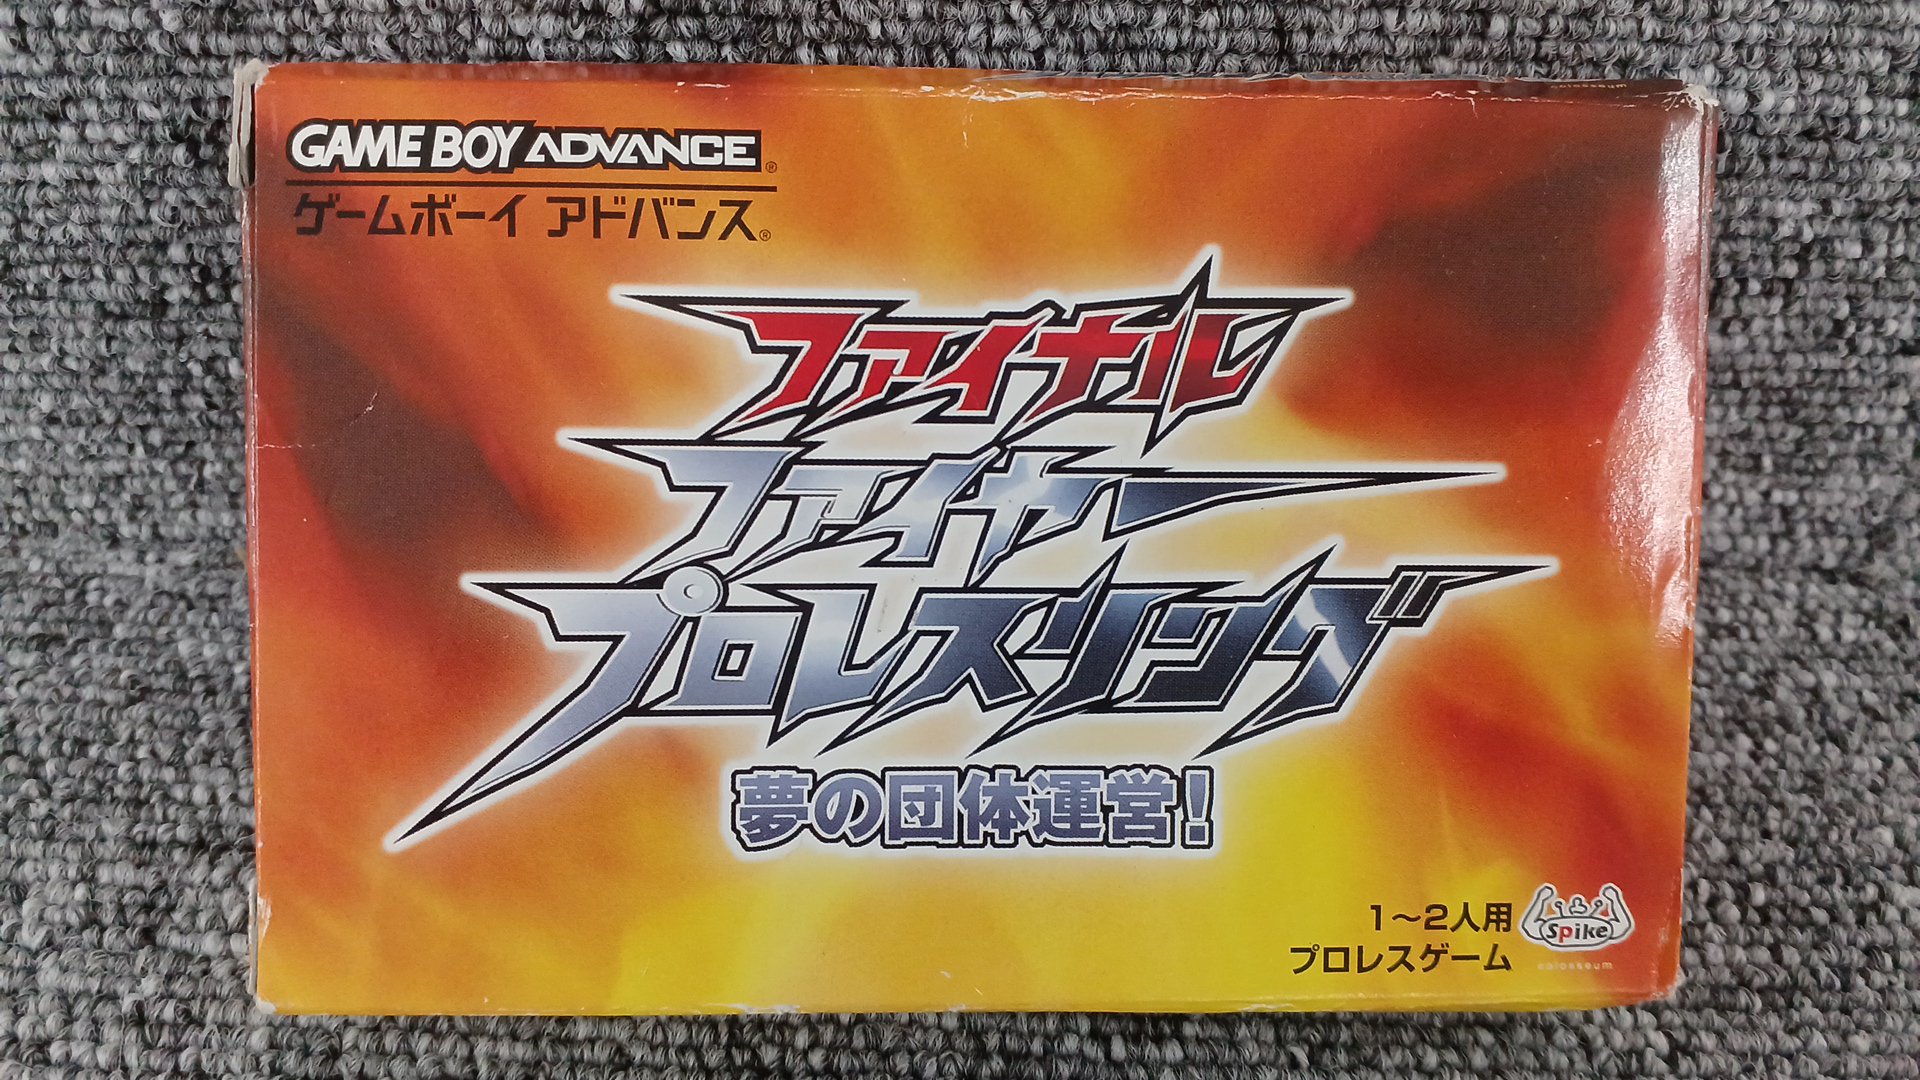 GAME BOY ADVANCE®
ゲームボーイ アドバンス®
ファイナル
ファイヤー
プロレスリング
夢の団体運営!
1~2人用
プロレスゲーム
Spike
colosseum
colosseum